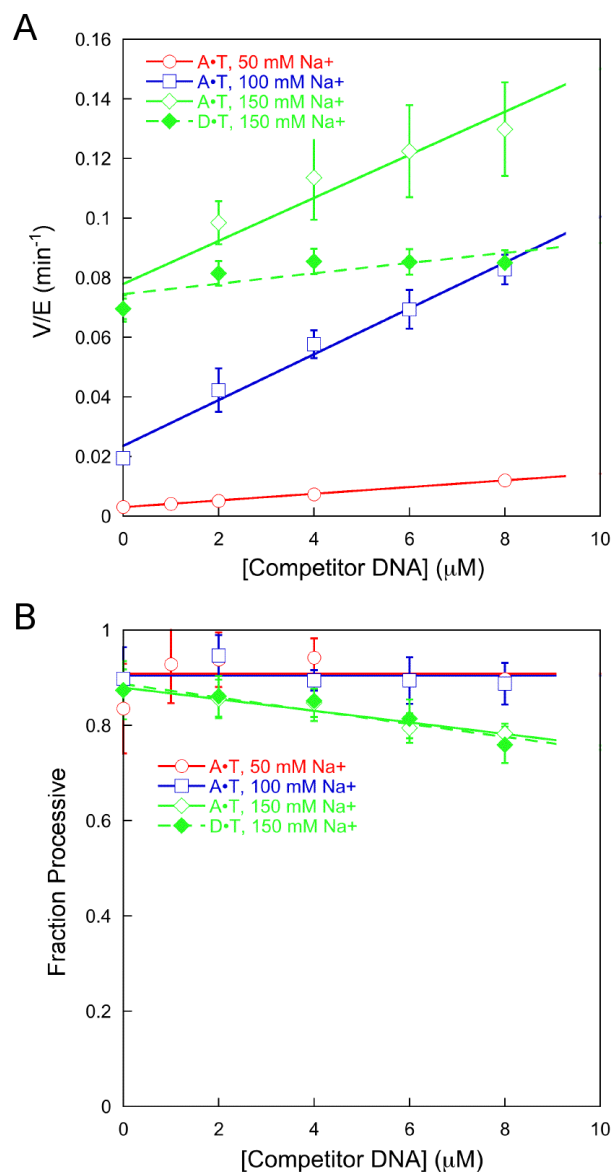 A
0.16
0.14
0.12
0.1
0.08
0.06
0.04
0.02
0
V/E (min⁻¹)
A•T, 50 mM Na+
A•T, 100 mM Na+
A•T, 150 mM Na+
D•T, 150 mM Na+
0 2 4 6 8 10
[Competitor DNA] (μM)
B
1
0.8
0.6
0.4
0.2
0
Fraction Processive
A•T, 50 mM Na+
A•T, 100 mM Na+
A•T, 150 mM Na+
D•T, 150 mM Na+
0 2 4 6 8 10
[Competitor DNA] (μM)